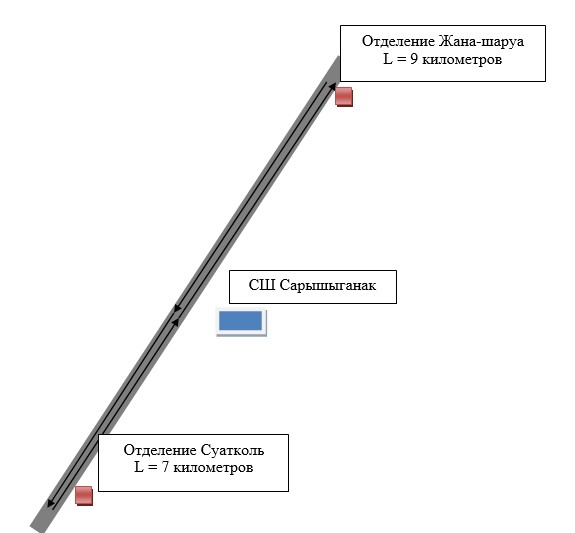 Отделение Жана-шаруа
L = 9 километров
СШ Сарышыганак
Отделение Суатколь
L = 7 километров